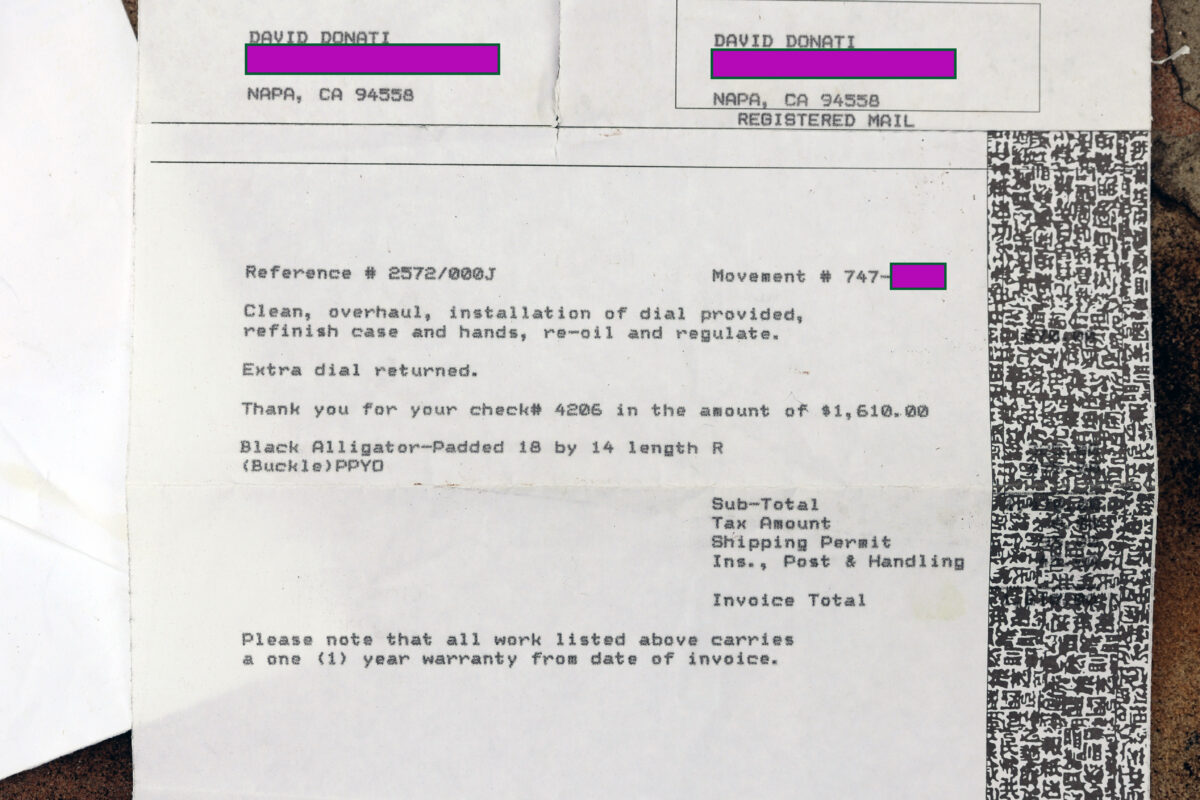 DAVID DONATI
NAPA, CA 94558
DAVID DONATI
NAPA, CA 94558
REGISTERED MAIL
Reference # 2572/000J
Movement # 747-
Clean, overhaul, installation of dial provided,
refinish case and hands, re-oil and regulate.
Extra dial returned.
Thank you for your check# 4206 in the amount of $1,610.00
Black Alligator-Padded 18 by 14 length R
(Buckle)PPYO
Sub-Total
Tax Amount
Shipping Permit
Ins., Post & Handling
Invoice Total
Please note that all work listed above carries
a one (1) year warranty from date of invoice.